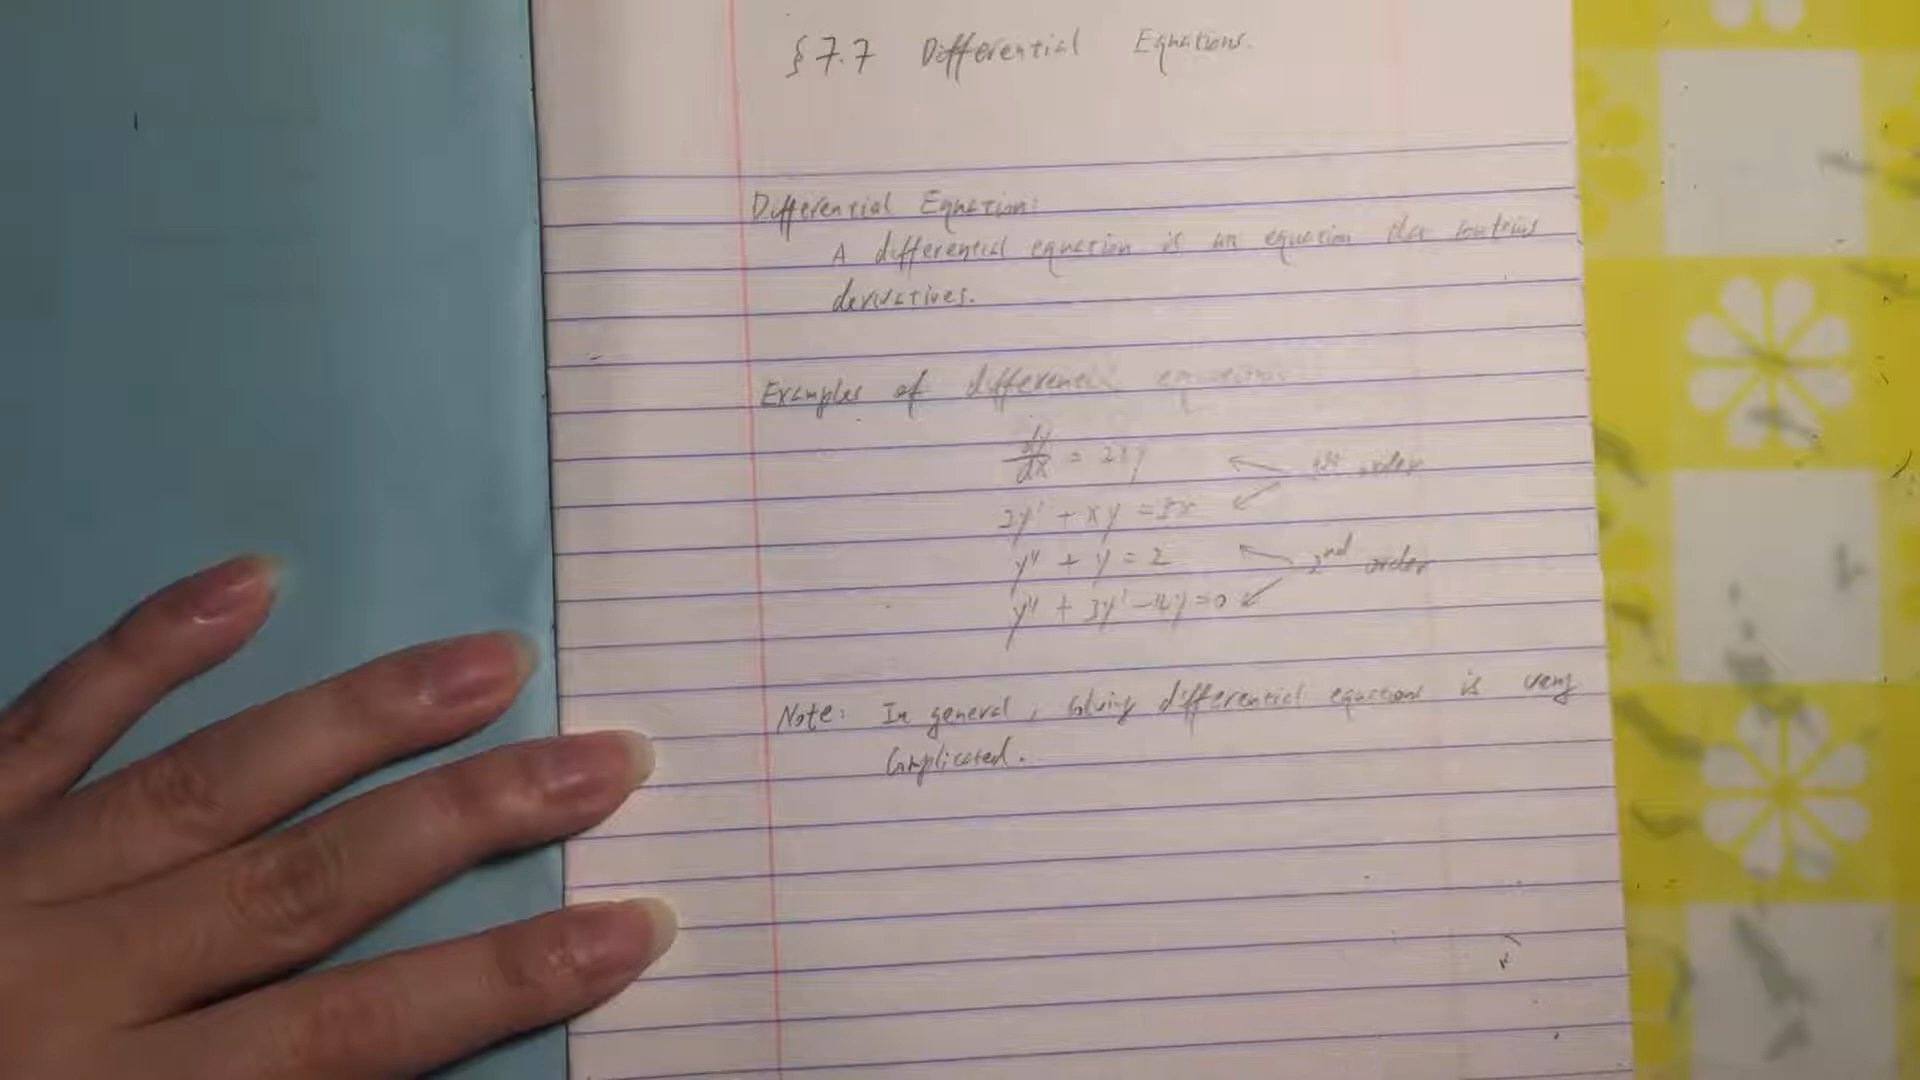 §7.7 Differential Equations.
Differential Equation:
A differential equation is an equation that contains
derivatives.
Examples of differential equations
dy/dx = 2xy
1st order
2y' + xy =
y'' + y = 2
2nd order
y'' + 3y' - 4y = 0
Note: In general, solving differential equations is very
complicated.